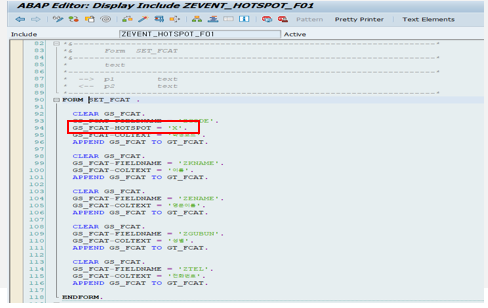 ABAP Editor: Display Include ZEVENT_HOTSPOT_F01
Pattern Pretty Printer Text Elements
Include ZEVENT_HOTSPOT_F01 Active
82 *&---------------------------------------------------------------------*
83 *& Form SET_FCAT
84 *&---------------------------------------------------------------------*
85 * text
86 *----------------------------------------------------------------------*
87 * --> p1 text
88 * <-- p2 text
89 *----------------------------------------------------------------------*
90 FORM SET_FCAT .
91
92 CLEAR GS_FCAT.
93 GS_FCAT-FIELDNAME =
94 GS_FCAT-HOTSPOT = 'X'.
95 GS_FCAT-COLTEXT =
96 APPEND GS_FCAT TO GT_FCAT.
97
98 CLEAR GS_FCAT.
99 GS_FCAT-FIELDNAME = 'ZKNAME'.
100 GS_FCAT-COLTEXT =
101 APPEND GS_FCAT TO GT_FCAT.
102
103 CLEAR GS_FCAT.
104 GS_FCAT-FIELDNAME = 'ZENAME'.
105 GS_FCAT-COLTEXT =
106 APPEND GS_FCAT TO GT_FCAT.
107
108 CLEAR GS_FCAT.
109 GS_FCAT-FIELDNAME = 'ZGUBUN'.
110 GS_FCAT-COLTEXT =
111 APPEND GS_FCAT TO GT_FCAT.
112
113 CLEAR GS_FCAT.
114 GS_FCAT-FIELDNAME = 'ZTEL'.
115 GS_FCAT-COLTEXT =
116 APPEND GS_FCAT TO GT_FCAT.
117
118 ENDFORM.